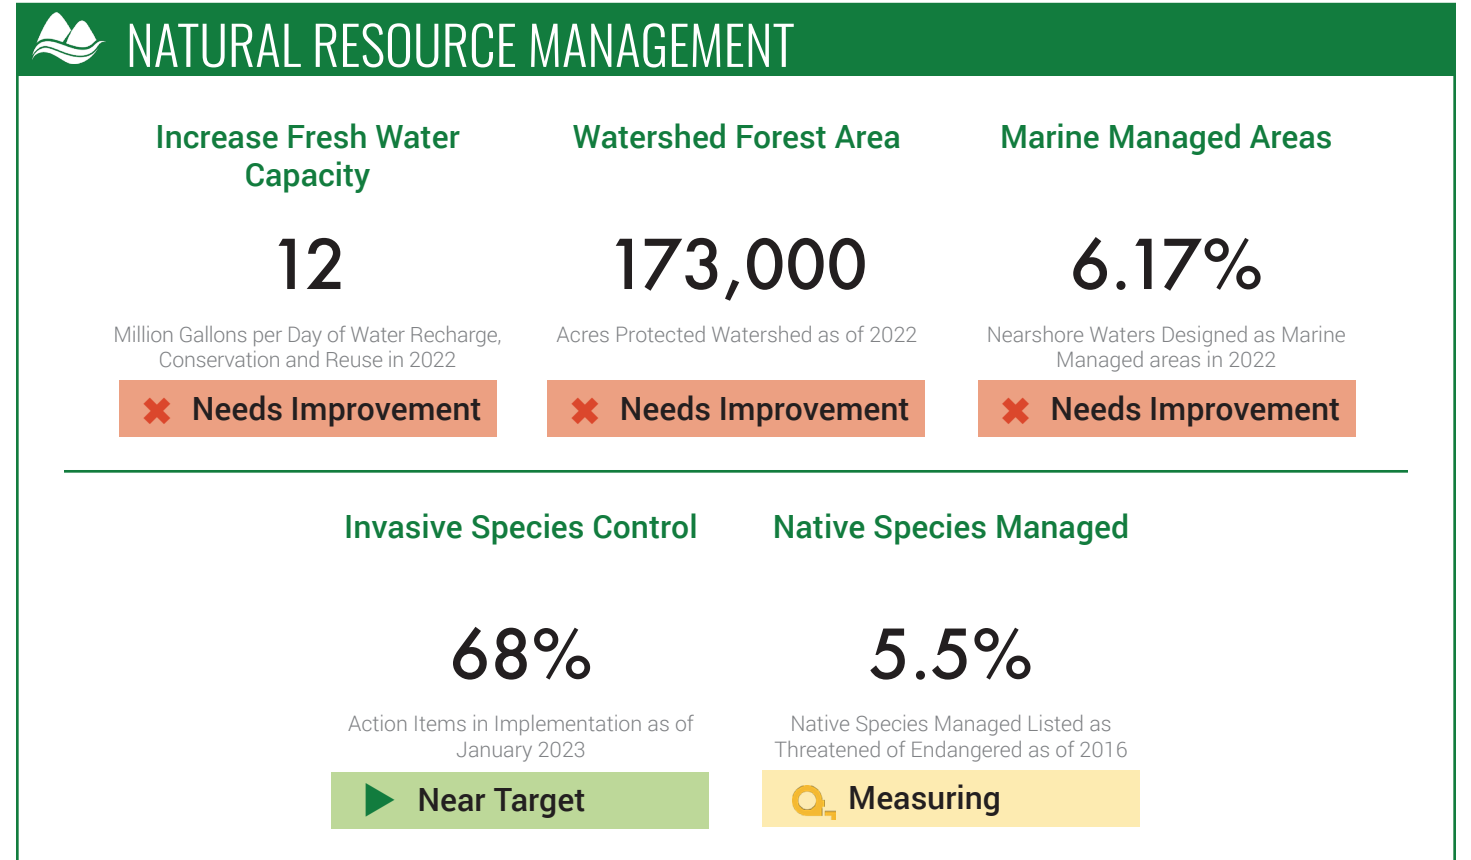 NATURAL RESOURCE MANAGEMENT
Increase Fresh Water
Capacity
12
Million Gallons per Day of Water Recharge,
Conservation and Reuse in 2022
Needs Improvement
Watershed Forest Area
173,000
Acres Protected Watershed as of 2022
Needs Improvement
Marine Managed Areas
6.17%
Nearshore Waters Designed as Marine
Managed areas in 2022
Needs Improvement
Invasive Species Control
68%
Action Items in Implementation as of
January 2023
Near Target
Native Species Managed
5.5%
Native Species Managed Listed as
Threatened of Endangered as of 2016
Measuring